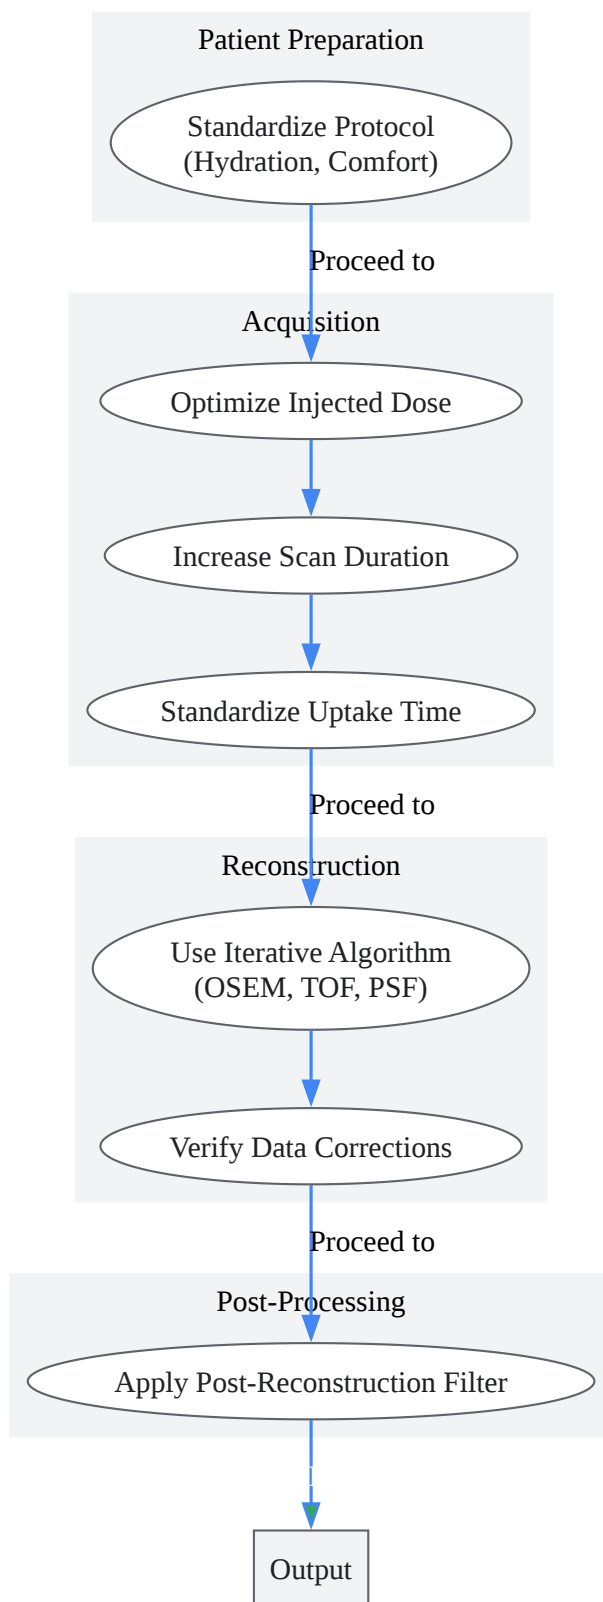 Patient Preparation
Standardize Protocol
(Hydration, Comfort)
Proceed to
Acquisition
Optimize Injected Dose
Increase Scan Duration
Standardize Uptake Time
Proceed to
Reconstruction
Use Iterative Algorithm
(OSEM, TOF, PSF)
Verify Data Corrections
Proceed to
Post-Processing
Apply Post-Reconstruction Filter
Output